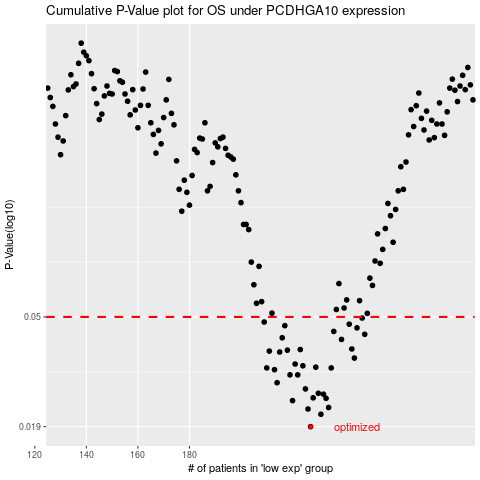 Cumulative P-Value plot for OS under PCDHGA10 expression
P-Value(log10)
0.05
0.019
optimized
120 140 160 180
# of patients in 'low exp' group